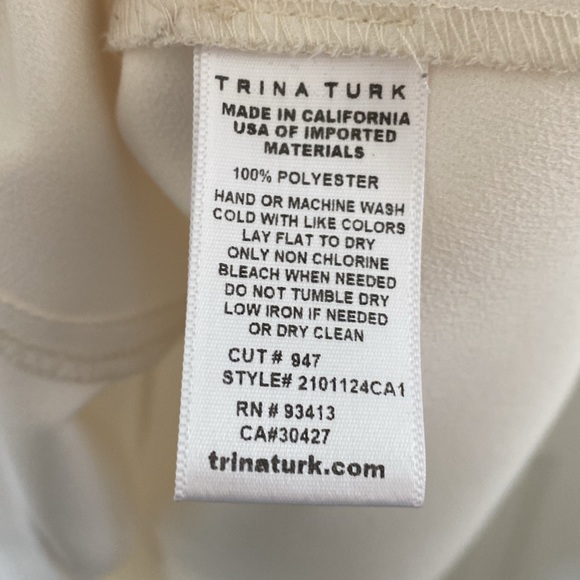 TRINA TURK
MADE IN CALIFORNIA
USA OF IMPORTED
MATERIALS
100% POLYESTER
HAND OR MACHINE WASH
COLD WITH LIKE COLORS
LAY FLAT TO DRY
ONLY NON CHLORINE
BLEACH WHEN NEEDED
DO NOT TUMBLE DRY
LOW IRON IF NEEDED
OR DRY CLEAN
CUT # 947
STYLE# 2101124CA1
RN # 93413
CA#30427
trinaturk.com